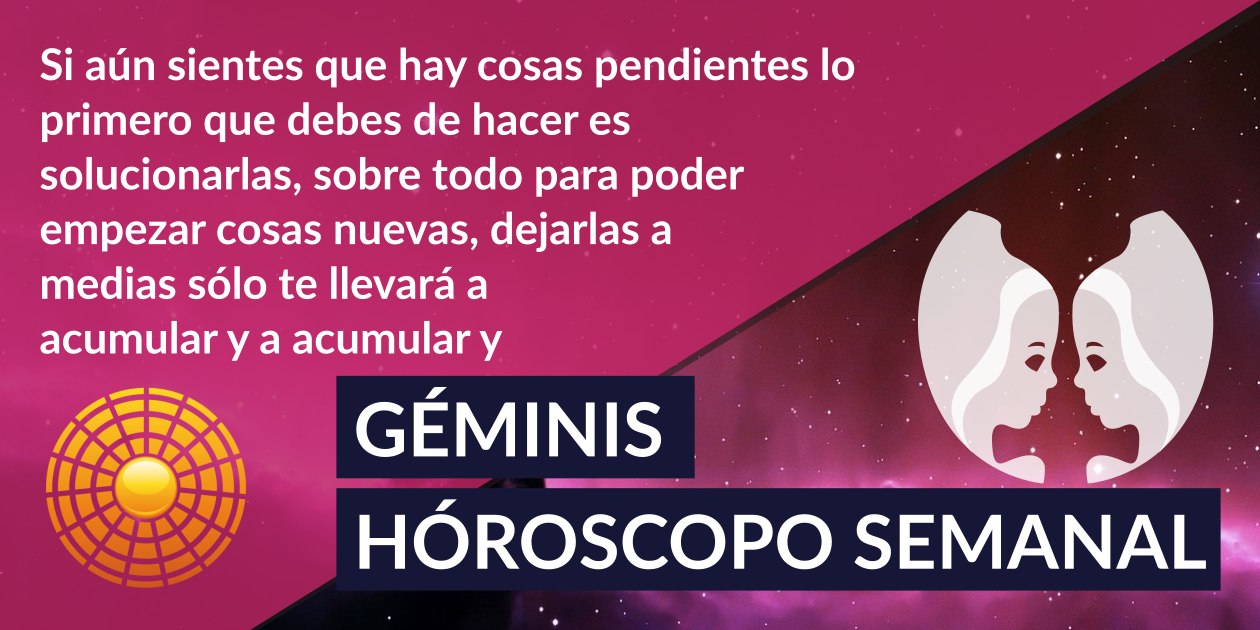 Si aún sientes que hay cosas pendientes lo
primero que debes de hacer es
solucionarlas, sobre todo para poder
empezar cosas nuevas, dejarlas a
medias sólo te llevará a
acumular y a acumular y
GÉMINIS
HÓROSCOPO SEMANAL